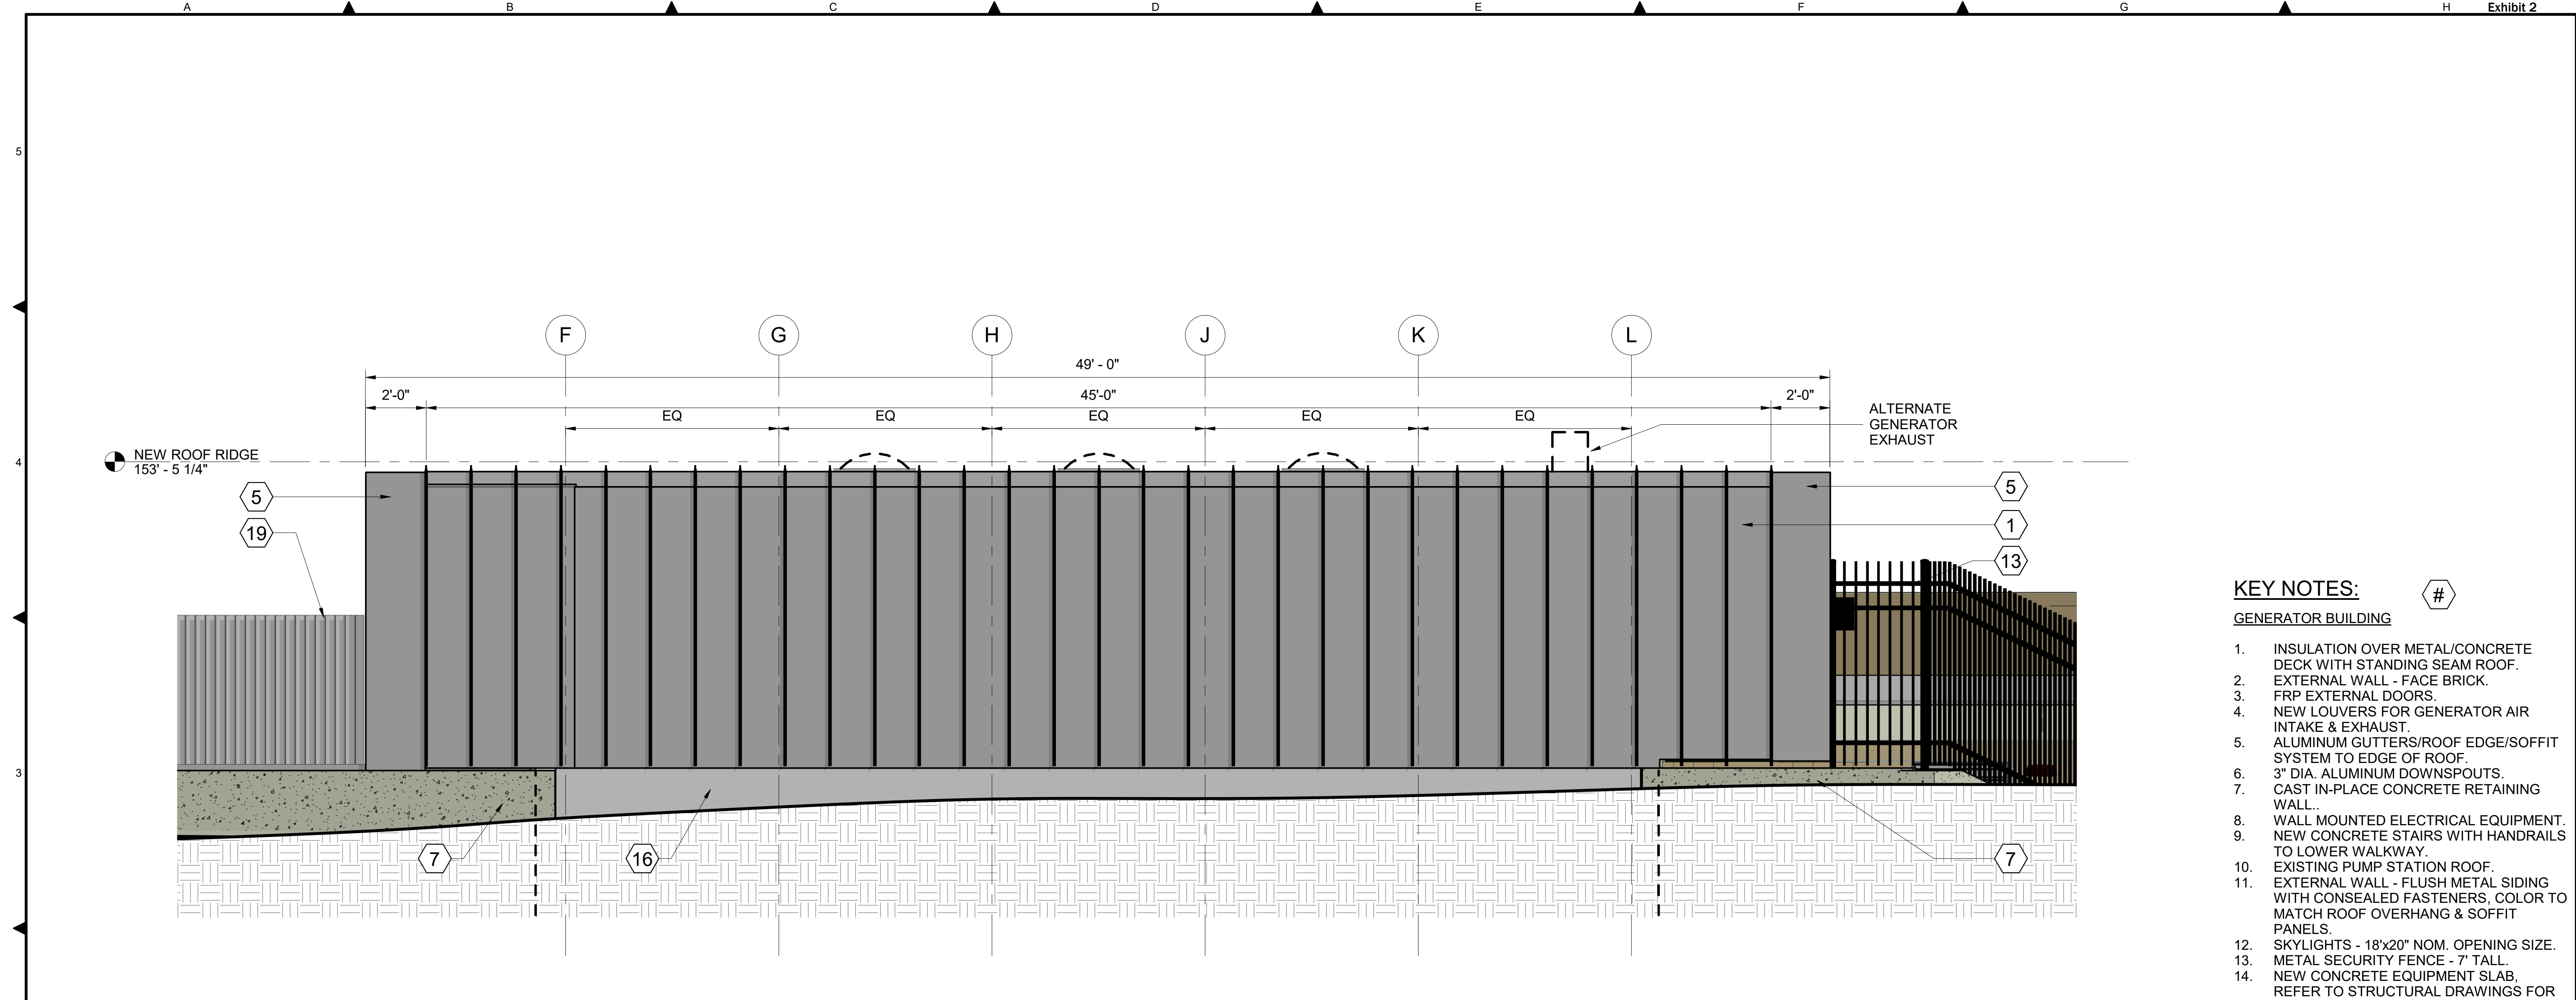 A B C D E F G H Exhibit 2
5
F G H J K L
49' - 0"
2'-0" 45'-0" 2'-0"
EQ EQ EQ EQ EQ
ALTERNATE
GENERATOR
EXHAUST
4
NEW ROOF RIDGE
153' - 5 1/4"
5
19
5
1
13
3
7
16
7
KEY NOTES: #
GENERATOR BUILDING
1. INSULATION OVER METAL/CONCRETE
DECK WITH STANDING SEAM ROOF.
2. EXTERNAL WALL - FACE BRICK.
3. FRP EXTERNAL DOORS.
4. NEW LOUVERS FOR GENERATOR AIR
INTAKE & EXHAUST.
5. ALUMINUM GUTTERS/ROOF EDGE/SOFFIT
SYSTEM TO EDGE OF ROOF.
6. 3" DIA. ALUMINUM DOWNSPOUTS.
7. CAST IN-PLACE CONCRETE RETAINING
WALL..
8. WALL MOUNTED ELECTRICAL EQUIPMENT.
9. NEW CONCRETE STAIRS WITH HANDRAILS
TO LOWER WALKWAY.
10. EXISTING PUMP STATION ROOF.
11. EXTERNAL WALL - FLUSH METAL SIDING
WITH CONSEALED FASTENERS, COLOR TO
MATCH ROOF OVERHANG & SOFFIT
PANELS.
12. SKYLIGHTS - 18'x20" NOM. OPENING SIZE.
13. METAL SECURITY FENCE - 7' TALL.
14. NEW CONCRETE EQUIPMENT SLAB,
REFER TO STRUCTURAL DRAWINGS FOR